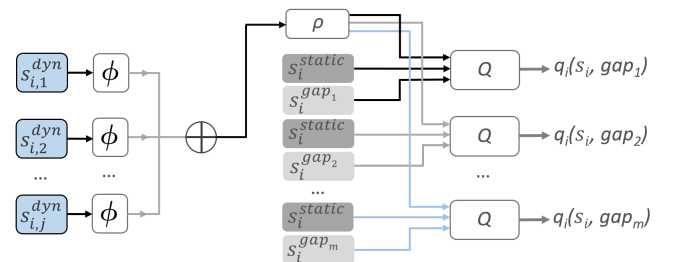 s_{i,1}^{dyn} ϕ
s_{i,2}^{dyn} ϕ
... ...
s_{i,j}^{dyn} ϕ
ρ
s_i^{static}
s_i^{gap_1}
s_i^{static}
s_i^{gap_2}
...
s_i^{static}
s_i^{gap_m}
Q q_i(s_i, gap_1)
Q q_i(s_i, gap_2)
...
Q q_i(s_i, gap_m)